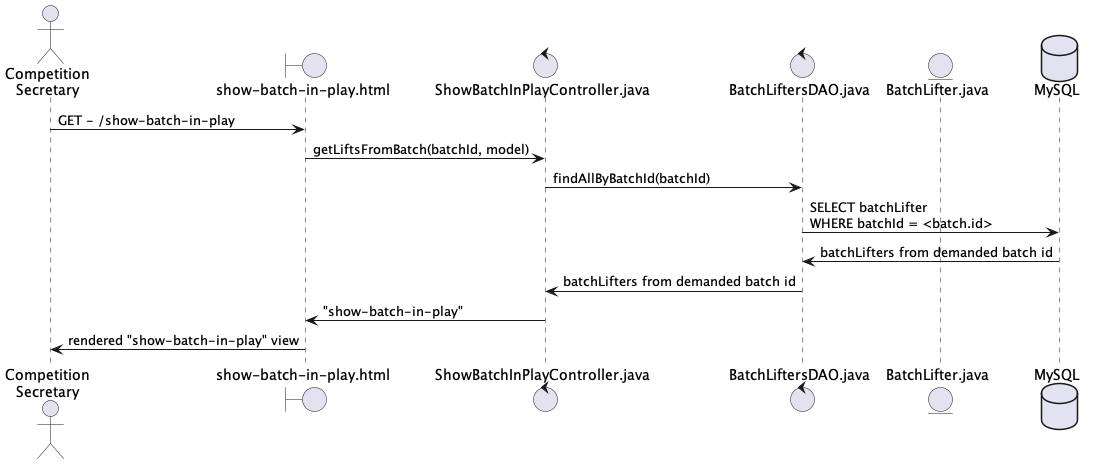 Competition
Secretary
show-batch-in-play.html
ShowBatchInPlayController.java
BatchLiftersDAO.java
BatchLifter.java
MySQL
GET - /show-batch-in-play
getLiftsFromBatch(batchId, model)
findAllByBatchId(batchId)
SELECT batchLifter
WHERE batchId = <batch.id>
batchLifters from demanded batch id
batchLifters from demanded batch id
"show-batch-in-play"
rendered "show-batch-in-play" view
Competition
Secretary
show-batch-in-play.html
ShowBatchInPlayController.java
BatchLiftersDAO.java
BatchLifter.java
MySQL